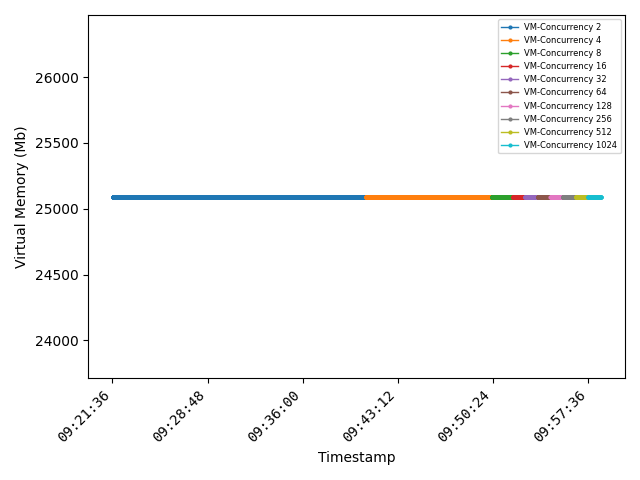 VM-Concurrency 2
VM-Concurrency 4
VM-Concurrency 8
VM-Concurrency 16
VM-Concurrency 32
VM-Concurrency 64
VM-Concurrency 128
VM-Concurrency 256
VM-Concurrency 512
VM-Concurrency 1024
Virtual Memory (Mb)
26000
25500
25000
24500
24000
09:21:36
09:28:48
09:36:00
09:43:12
09:50:24
09:57:36
Timestamp